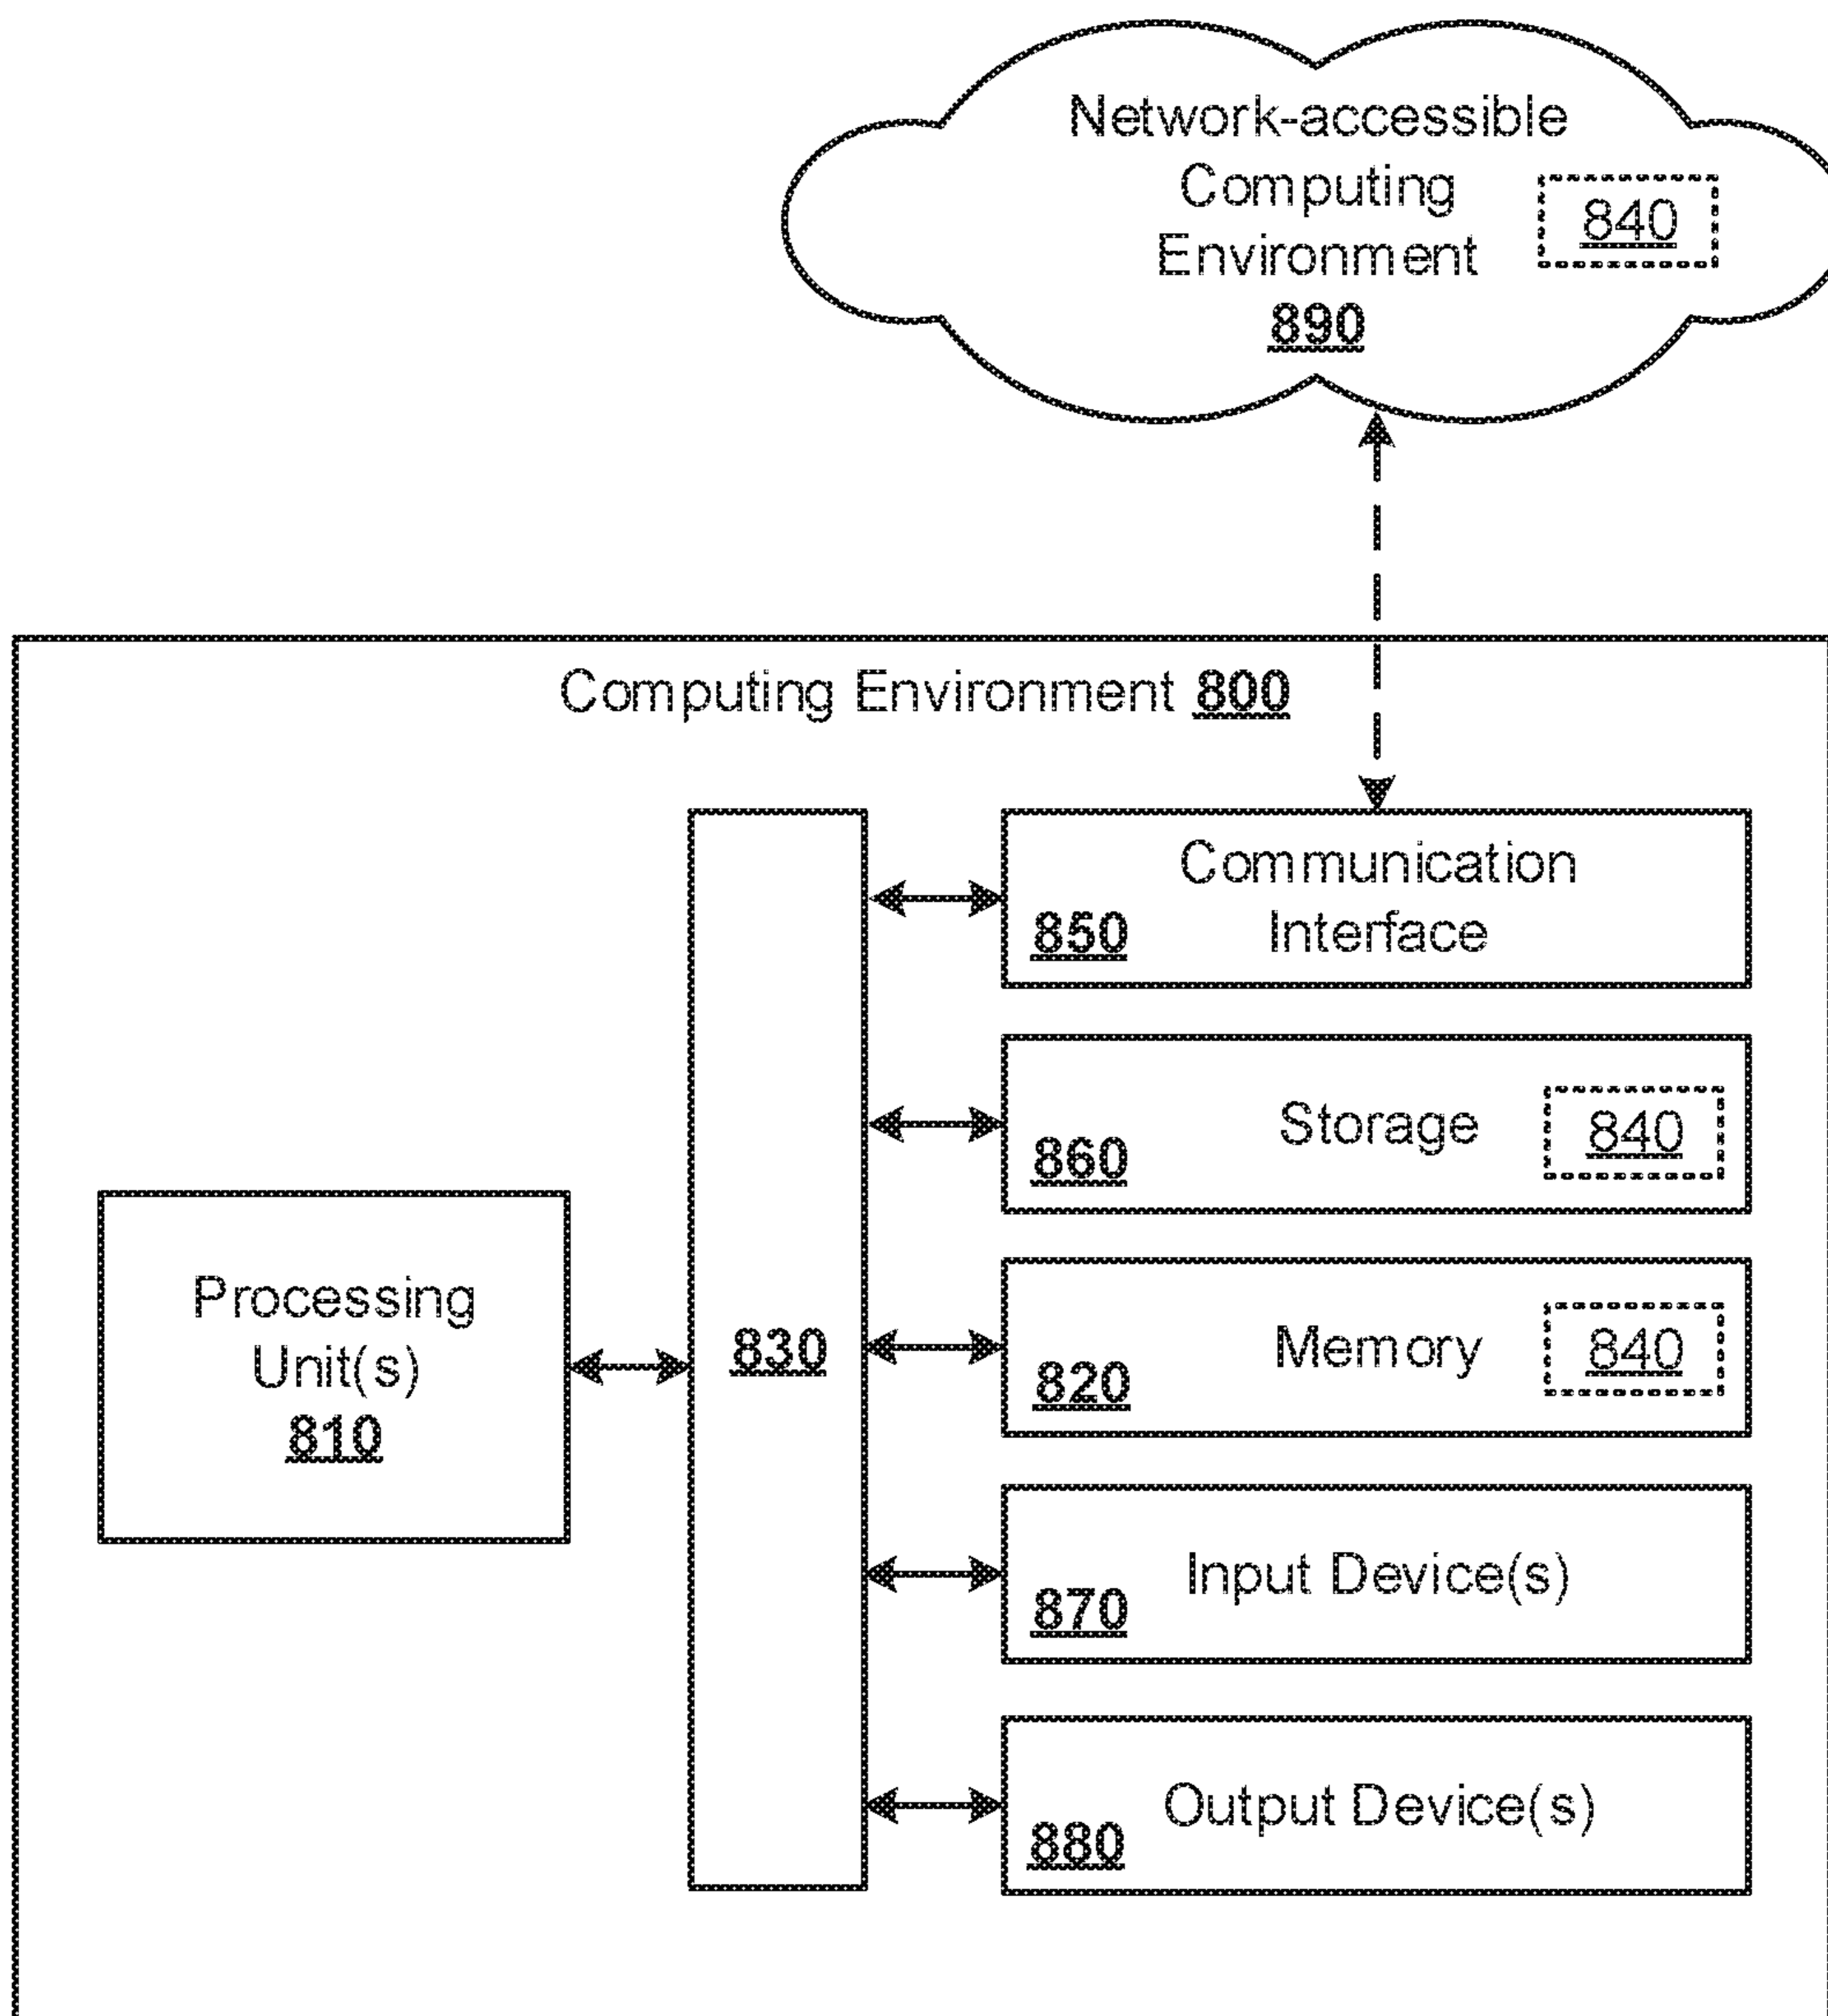 Network-accessible
Computing
Environment
840
890
Computing Environment 800
Communication
Interface
850
Storage
840
860
Processing
Unit(s)
810
830
Memory
840
820
Input Device(s)
870
Output Device(s)
880